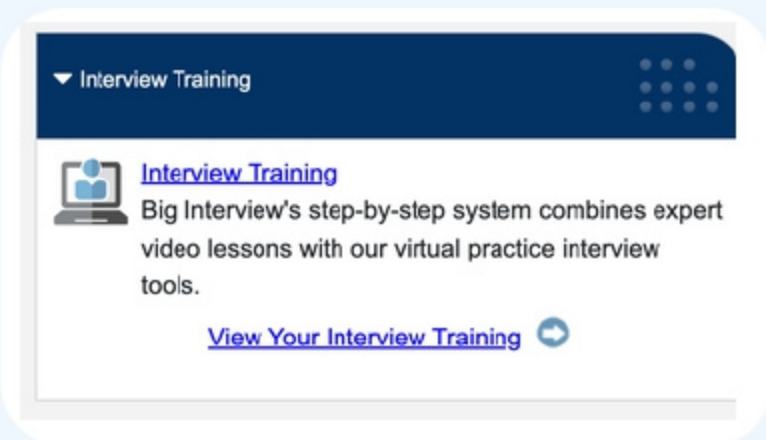 Interview Training
Interview Training
Big Interview's step-by-step system combines expert
video lessons with our virtual practice interview
tools.
View Your Interview Training